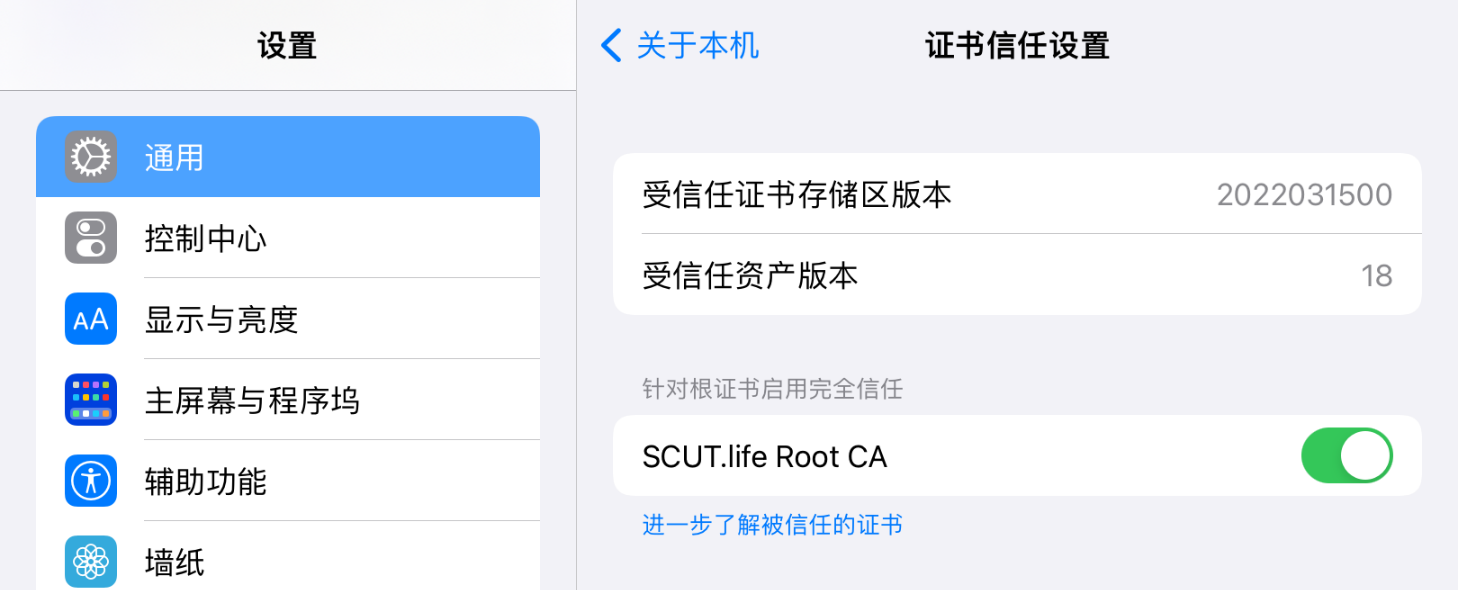 设置
通用
控制中心
AA
显示与亮度
主屏幕与程序坞
辅助功能
墙纸
关于本机
证书信任设置
受信任证书存储区版本 2022031500
受信任资产版本 18
针对根证书启用完全信任
SCUT.life Root CA
进一步了解被信任的证书